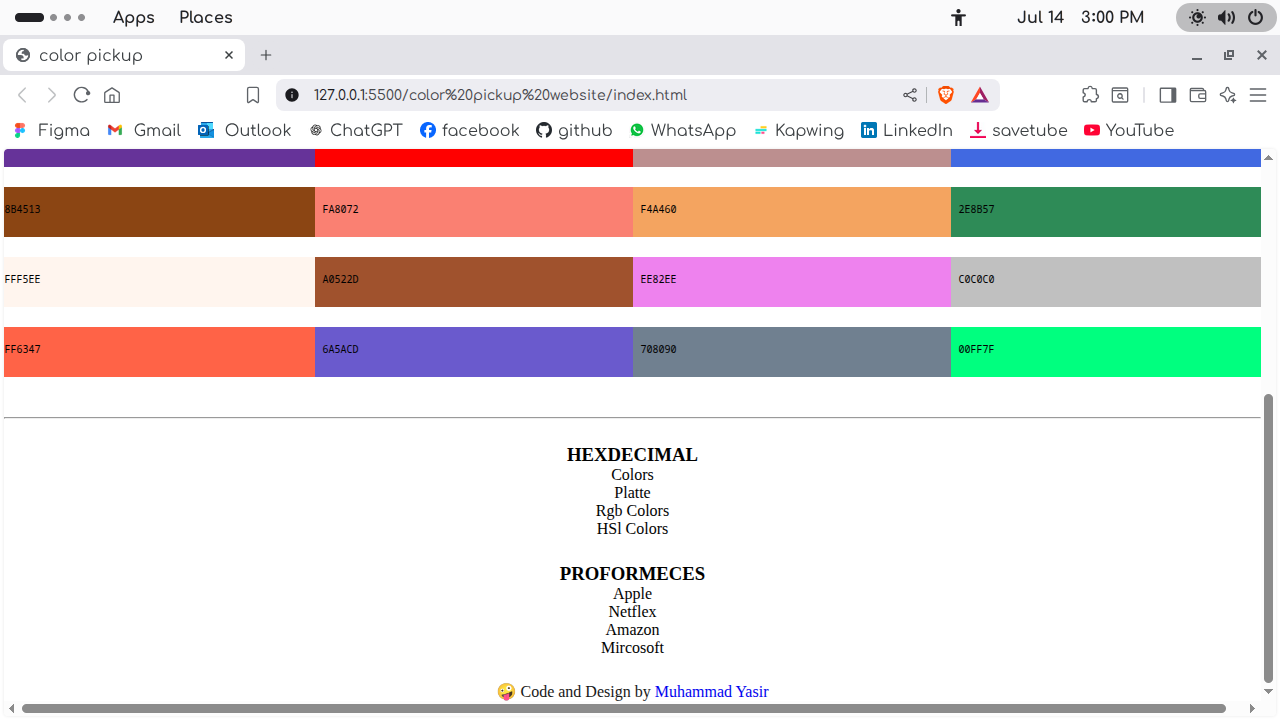 Apps Places Jul 14 3:00 PM
color pickup
127.0.0.1:5500/color%20pickup%20website/index.html
Figma Gmail Outlook ChatGPT facebook github WhatsApp Kapwing LinkedIn savetube YouTube
8B4513 FA8072 F4A460 2E8B57
FFF5EE A0522D EE82EE C0C0C0
FF6347 6A5ACD 708090 00FF7F
HEXDECIMAL
Colors
Platte
Rgb Colors
HSl Colors
PROFORMECES
Apple
Netflex
Amazon
Mircosoft
🤪 Code and Design by Muhammad Yasir